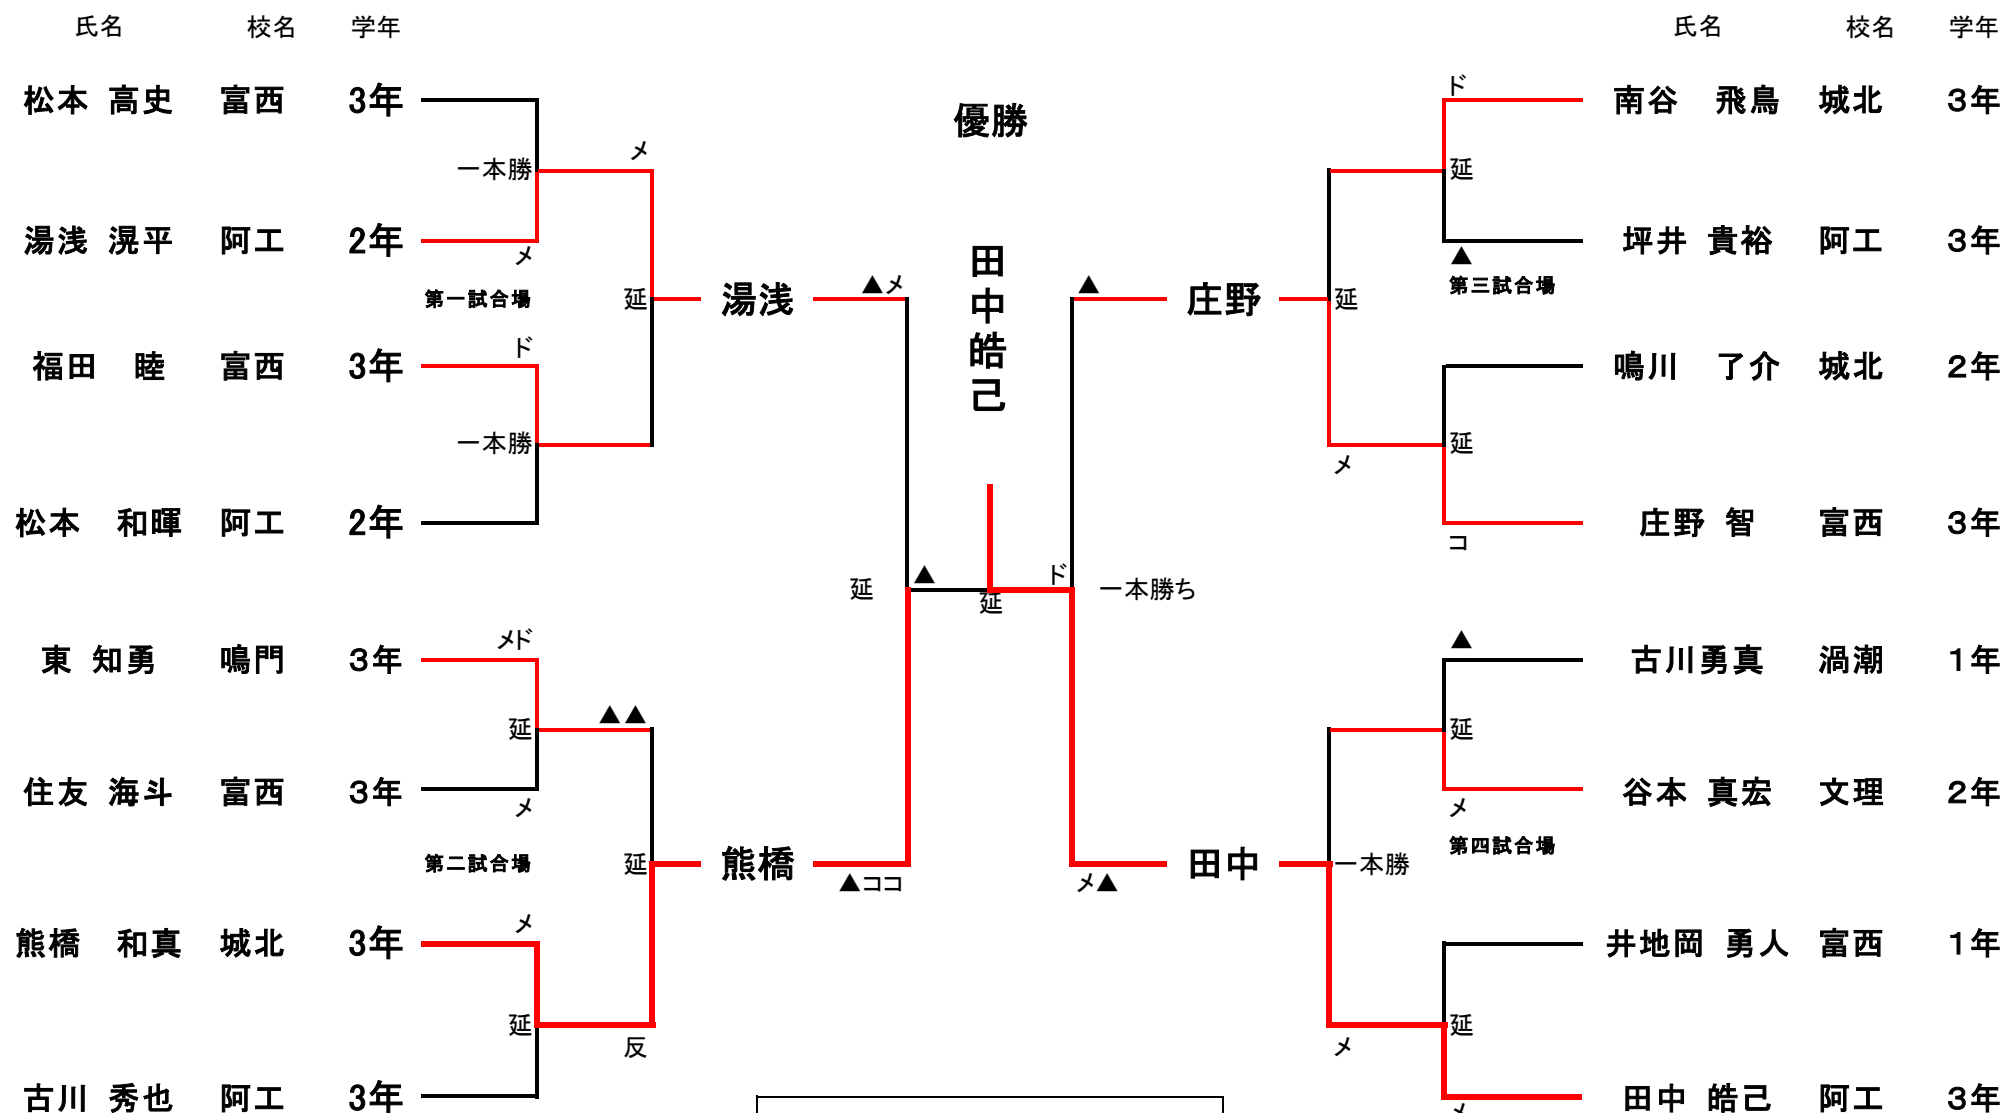 氏名 校名 学年 氏名 校名 学年
ド
松本 高史 富西 3年 優勝 南谷 飛鳥 城北 3年
メ
一本勝 延
湯浅 滉平 阿工 2年 坪井 貴裕 阿工 3年
メ ▲
田中皓己
▲メ ▲ 第三試合場
第一試合場 延 湯浅 庄野 延
ド
福田 睦 富西 3年 鳴川 了介 城北 2年
一本勝 延
メ
松本 和暉 阿工 2年 庄野 智 富西 3年
コ
▲ ド
延 延 一本勝ち
メド ▲
東 知勇 鳴門 3年 古川勇真 渦潮 1年
▲▲
延 延
住友 海斗 富西 3年 谷本 真宏 文理 2年
メ メ
第四試合場
第二試合場 延 熊橋 田中 一本勝
▲ココ メ▲
メ
熊橋 和真 城北 3年 井地岡 勇人 富西 1年
延 延
反 メ
古川 秀也 阿工 3年 田中 皓己 阿工 3年